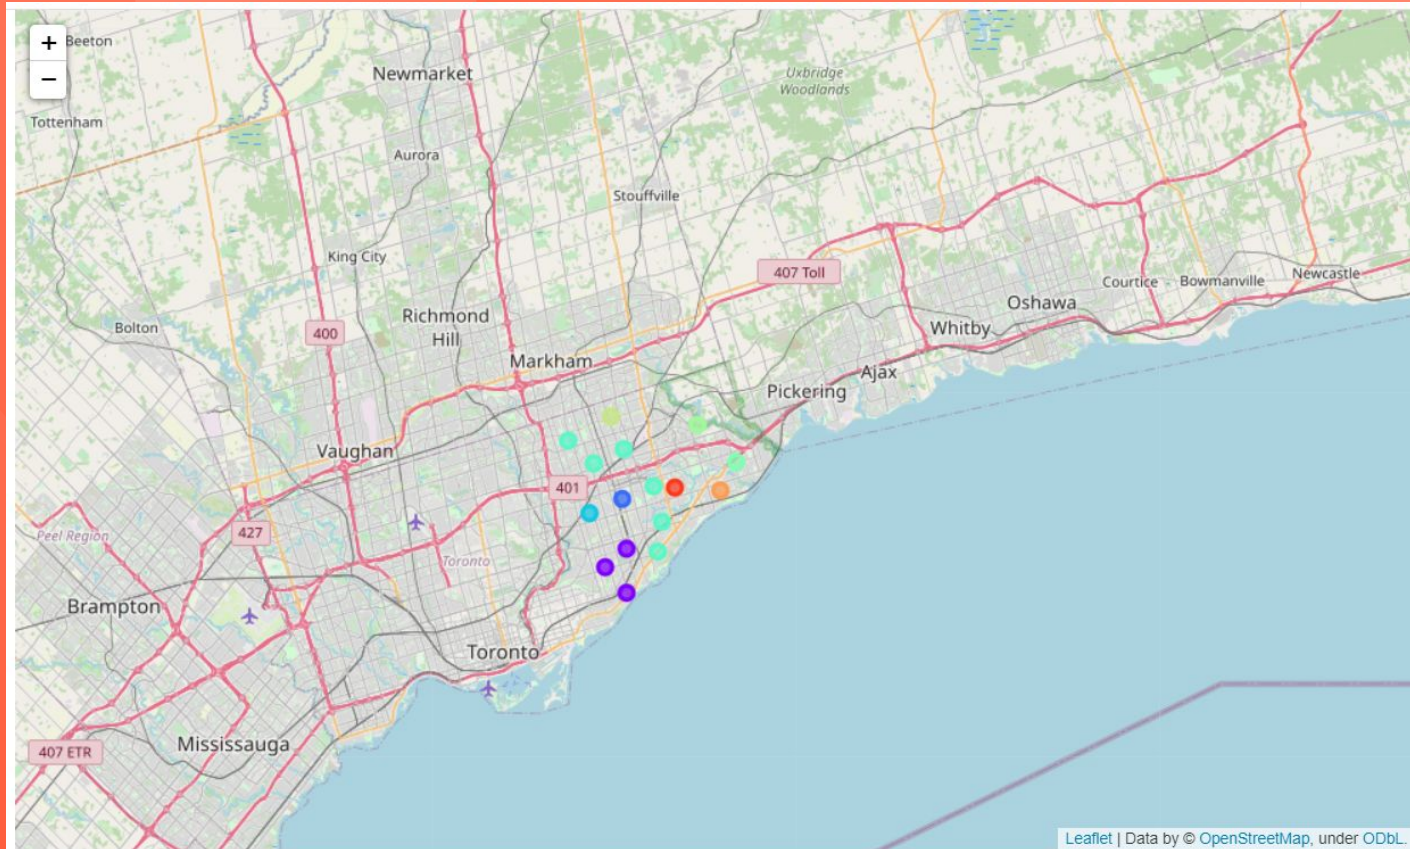 +
−
Beeton
Newmarket
Uxbridge
Woodlands
Tottenham
Aurora
Stouffville
King City
407 Toll
Courtice
Bowmanville
Newcastle
Oshawa
Richmond
Hill
Bolton
400
Whitby
Markham
Ajax
Pickering
Vaughan
401
427
Peel Region
Toronto
Brampton
Toronto
Mississauga
407 ETR
Leaflet | Data by © OpenStreetMap, under ODbL.